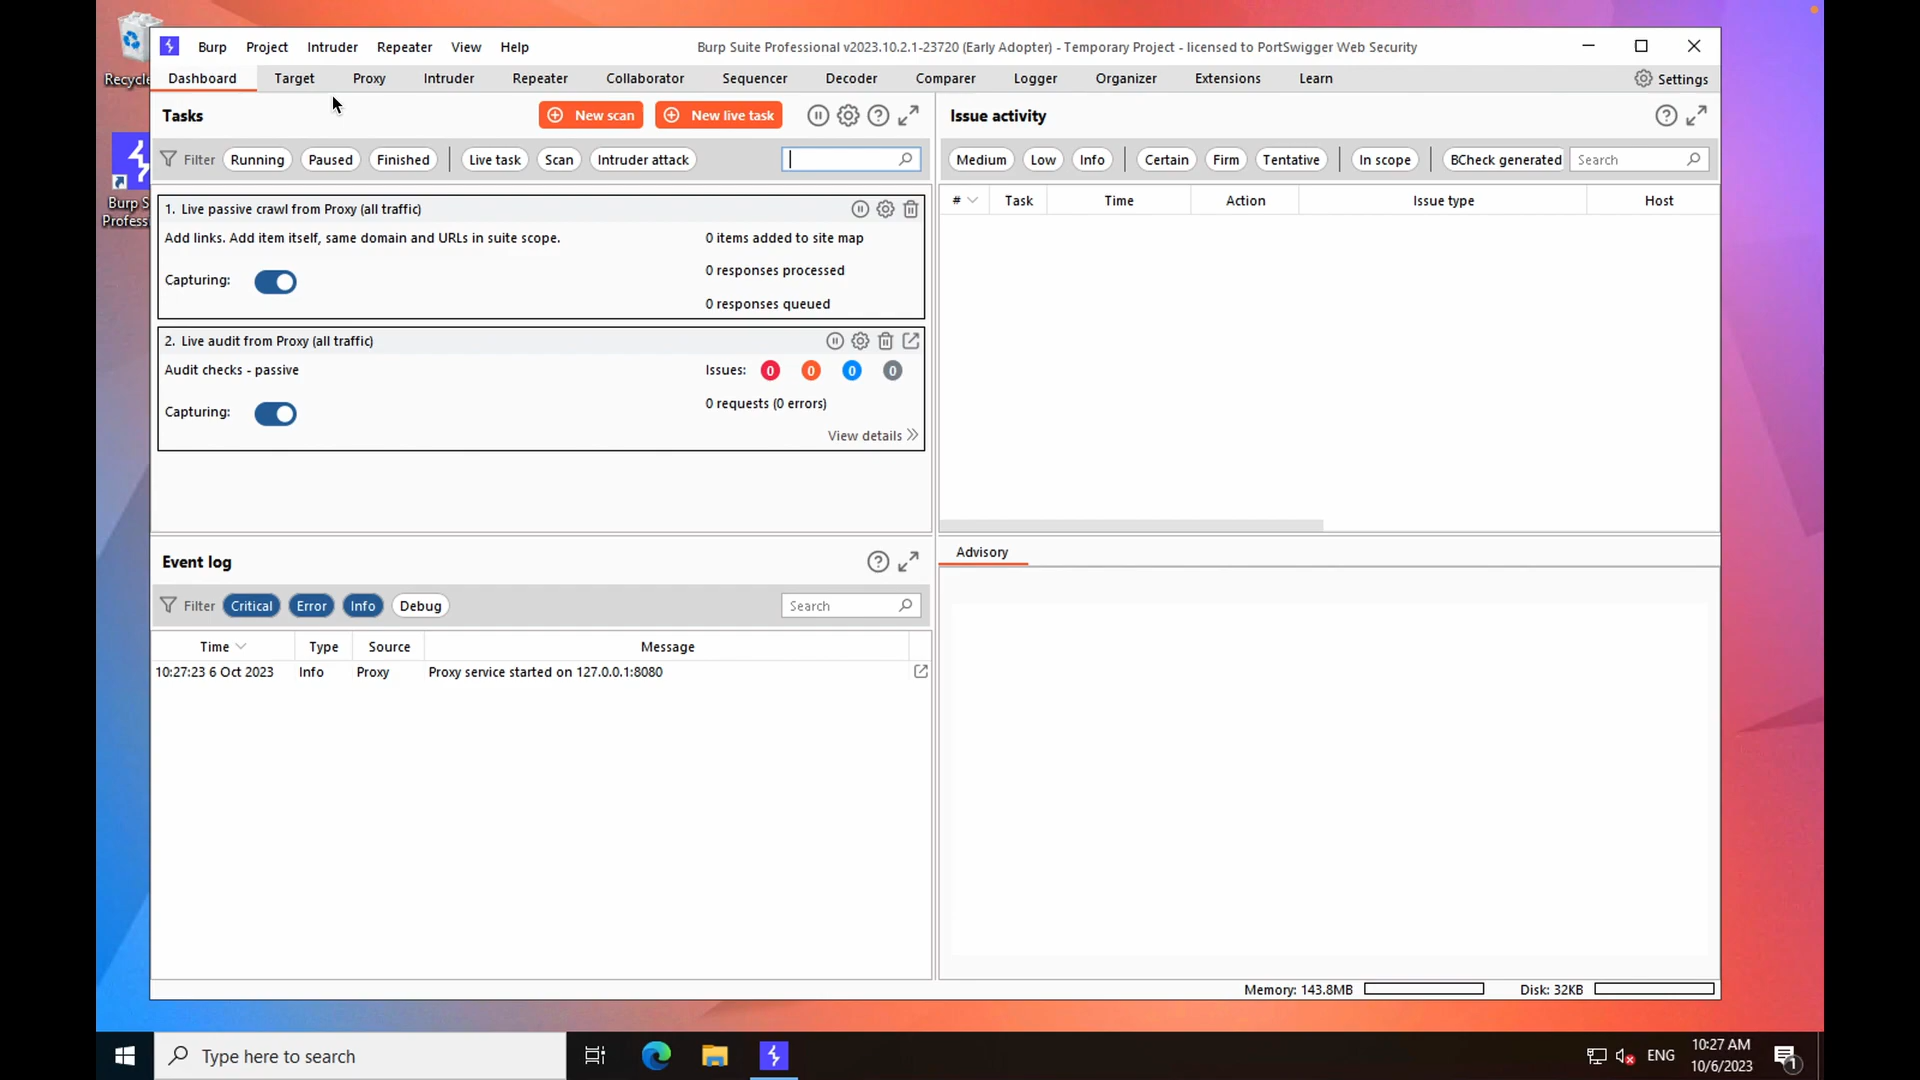 Recycle
Burp S
Profess
Burp Project Intruder Repeater View Help
Burp Suite Professional v2023.10.2.1-23720 (Early Adopter) - Temporary Project - licensed to PortSwigger Web Security
Dashboard Target Proxy Intruder Repeater Collaborator Sequencer Decoder Comparer Logger Organizer Extensions Learn Settings
Tasks New scan New live task
Filter Running Paused Finished Live task Scan Intruder attack
1. Live passive crawl from Proxy (all traffic)
Add links. Add item itself, same domain and URLs in suite scope. 0 items added to site map
0 responses processed
Capturing:
0 responses queued
2. Live audit from Proxy (all traffic)
Audit checks - passive Issues: 0 0 0 0
0 requests (0 errors)
Capturing:
View details
Event log
Filter Critical Error Info Debug Search
Time Type Source Message
10:27:23 6 Oct 2023 Info Proxy Proxy service started on 127.0.0.1:8080
Issue activity
Medium Low Info Certain Firm Tentative In scope BCheck generated Search
# Task Time Action Issue type Host
Advisory
Memory: 143.8MB Disk: 32KB
Type here to search
ENG
10:27 AM
10/6/2023
1